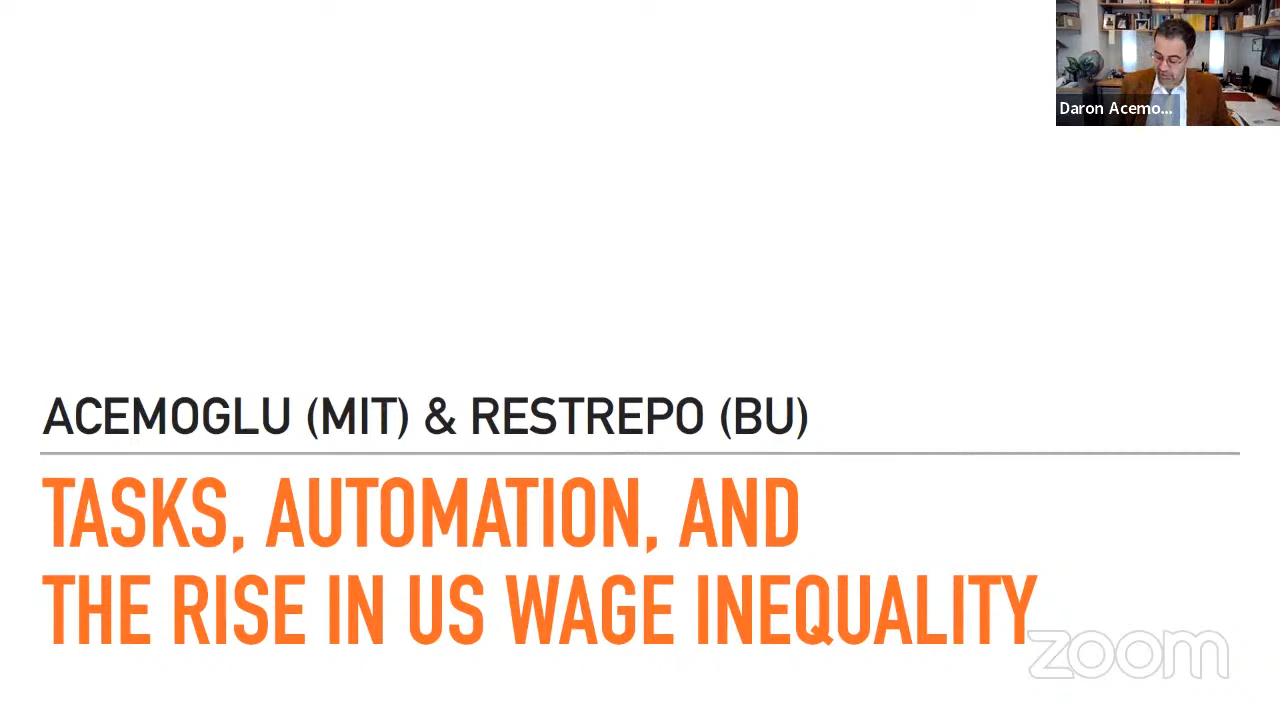 Daron Acemo...
ACEMOGLU (MIT) & RESTREPO (BU)
TASKS, AUTOMATION, AND
THE RISE IN US WAGE INEQUALITY
zoom